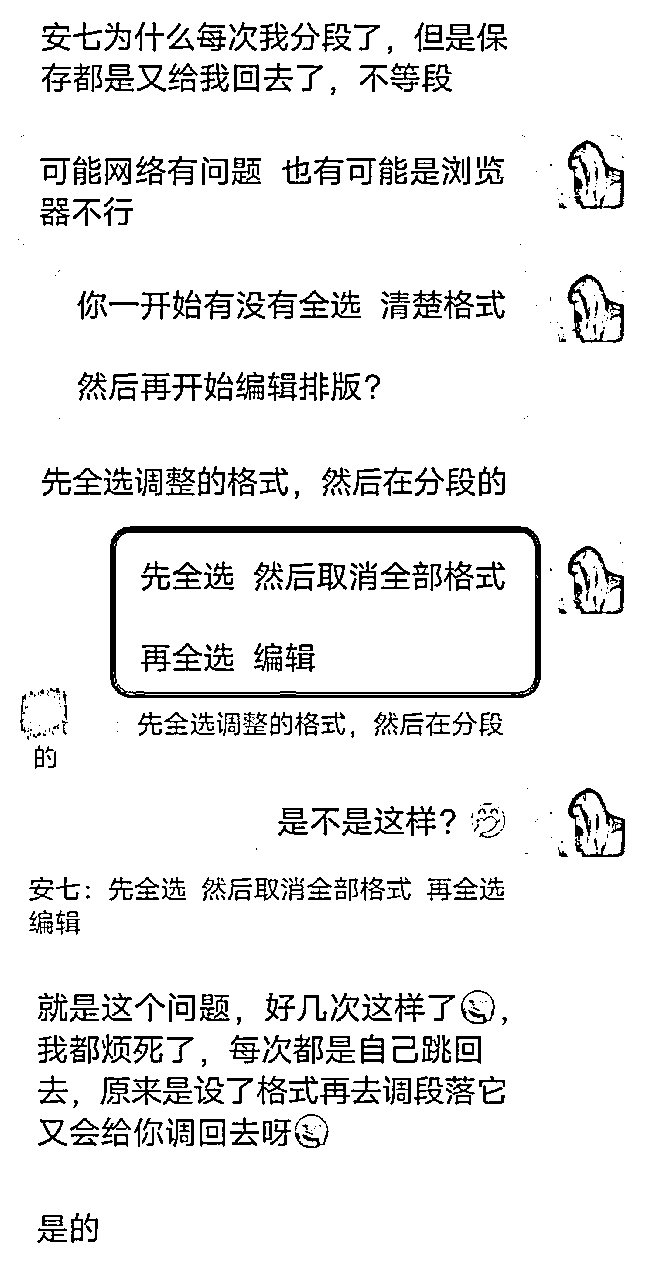 安七为什么每次我分段了，但是保
存都是又给我回去了，不等段
可能网络有问题 也有可能是浏览
器不行
你一开始有没有全选 清楚格式
然后再开始编辑排版？
先全选调整的格式，然后在分段的
先全选 然后取消全部格式
再全选 编辑
先全选调整的格式，然后在分段
的
是不是这样？
安七：先全选 然后取消全部格式 再全选
编辑
就是这个问题，好几次这样了，
我都烦死了，每次都是自己跳回
去，原来是设了格式再去调段落它
又会给你调回去呀
是的